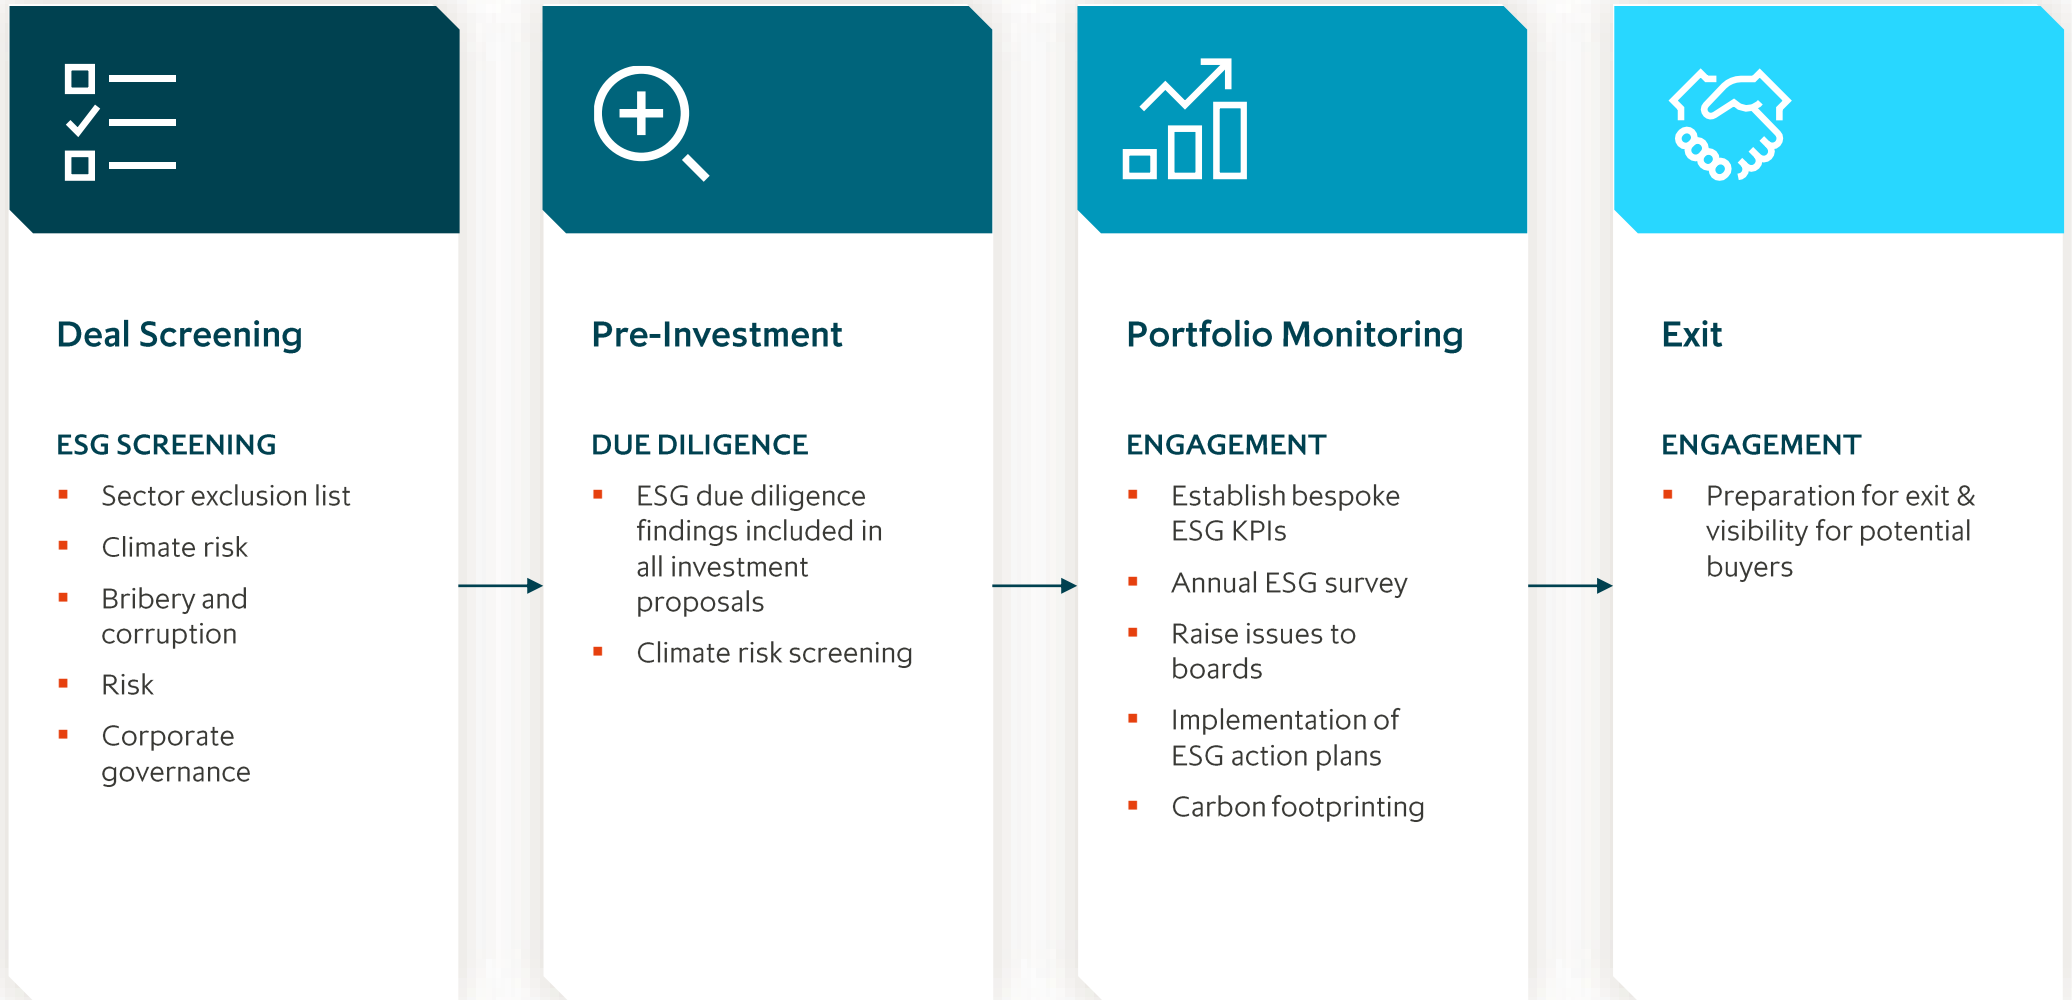 Deal Screening
ESG SCREENING
Sector exclusion list
Climate risk
Bribery and
corruption
Risk
Corporate
governance
Pre-Investment
DUE DILIGENCE
ESG due diligence
findings included in
all investment
proposals
Climate risk screening
Portfolio Monitoring
ENGAGEMENT
Establish bespoke
ESG KPIs
Annual ESG survey
Raise issues to
boards
Implementation of
ESG action plans
Carbon footprinting
Exit
ENGAGEMENT
Preparation for exit &
visibility for potential
buyers